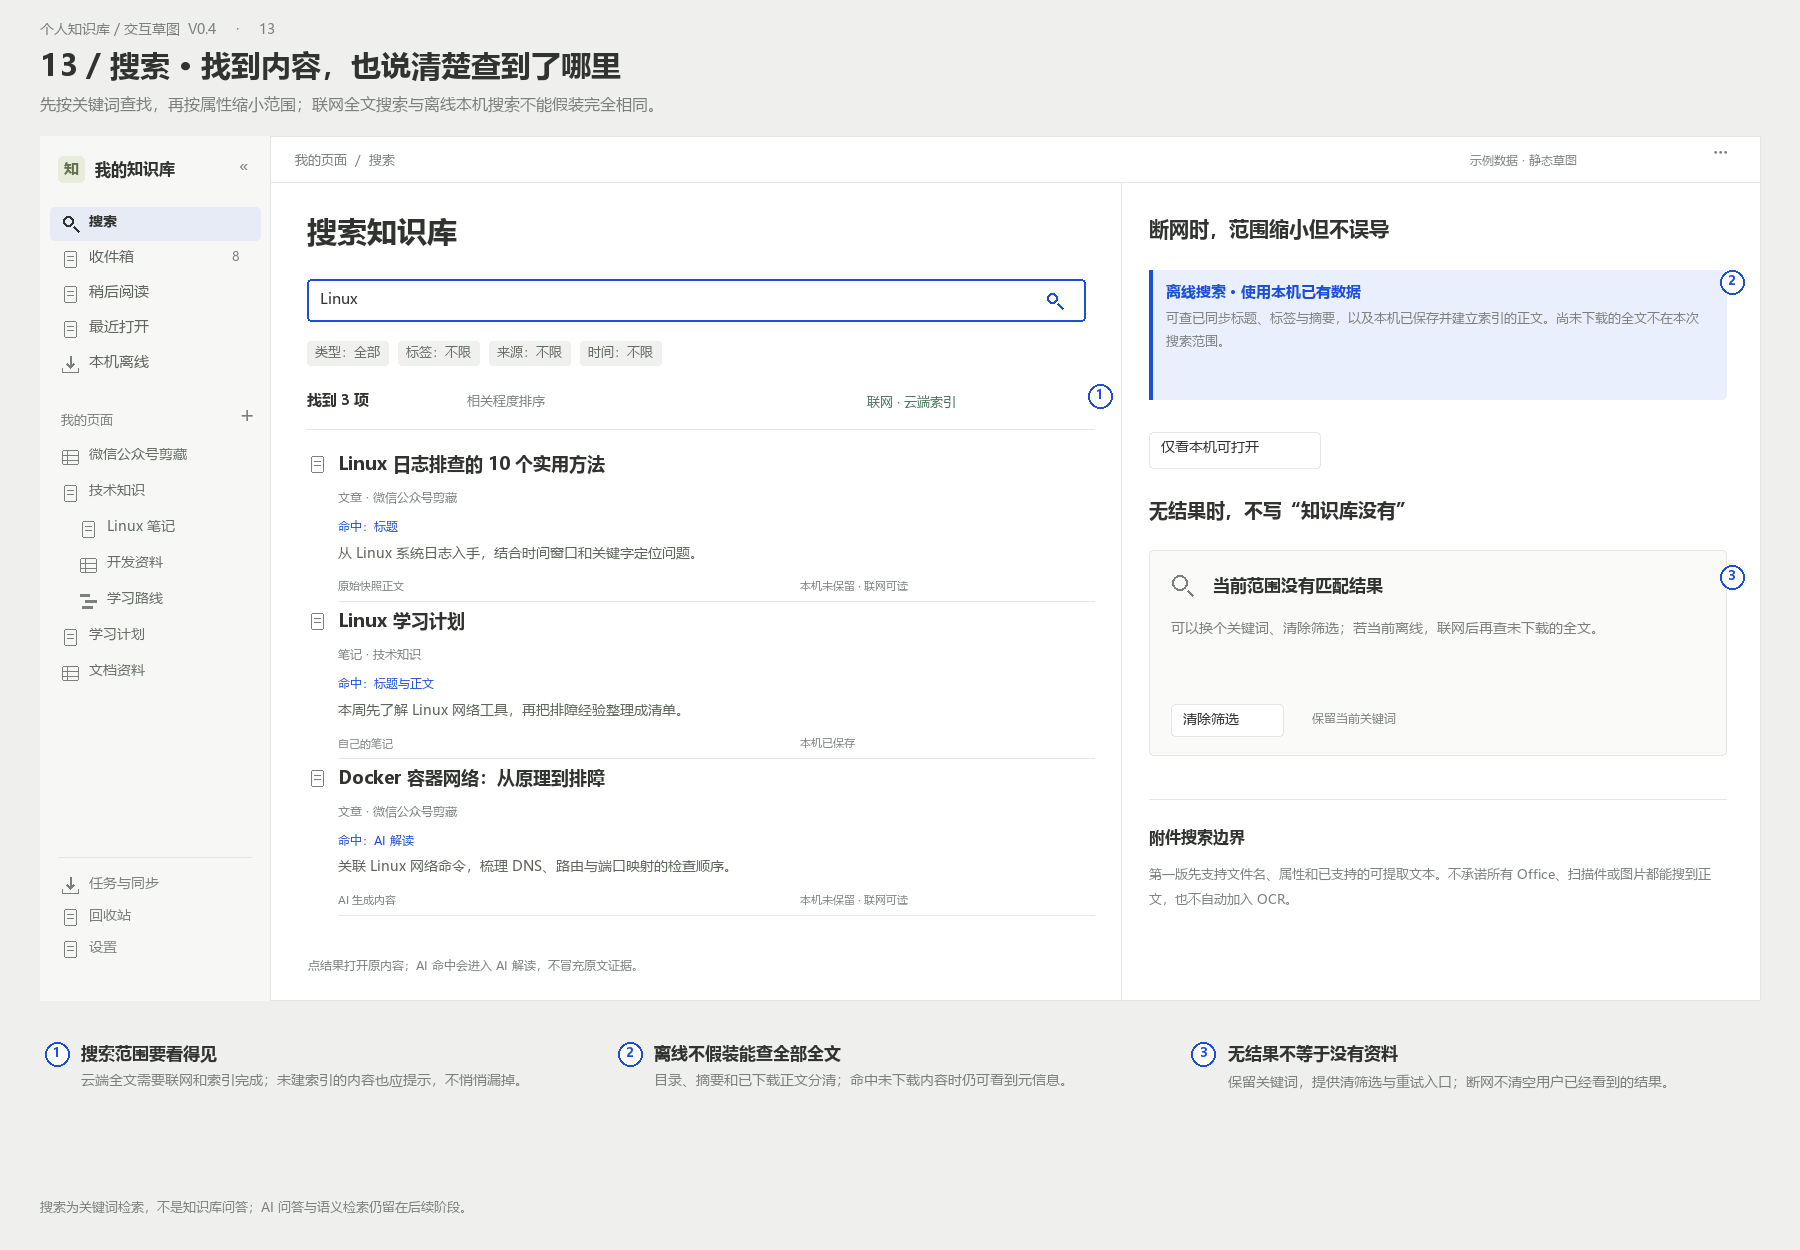 个人知识库 / 交互草图 V0.4 · 13
13 / 搜索 • 找到内容，也说清楚查到了哪里
先按关键词查找，再按属性缩小范围；联网全文搜索与离线本机搜索不能假装完全相同。
知 我的知识库 «
搜索
收件箱 8
稍后阅读
最近打开
本机离线
我的页面 +
微信公众号剪藏
技术知识
Linux 笔记
开发资料
学习路线
学习计划
文档资料
任务与同步
回收站
设置
我的页面 / 搜索
示例数据 · 静态草图
···
搜索知识库
Linux
类型：全部 标签：不限 来源：不限 时间：不限
找到 3 项 相关程度排序 联网 · 云端索引 1
Linux 日志排查的 10 个实用方法
文章 · 微信公众号剪藏
命中：标题
从 Linux 系统日志入手，结合时间窗口和关键字定位问题。
原始快照正文 本机未保留 · 联网可读
Linux 学习计划
笔记 · 技术知识
命中：标题与正文
本周先了解 Linux 网络工具，再把排障经验整理成清单。
自己的笔记 本机已保存
Docker 容器网络：从原理到排障
文章 · 微信公众号剪藏
命中：AI 解读
关联 Linux 网络命令，梳理 DNS、路由与端口映射的检查顺序。
AI 生成内容 本机未保留 · 联网可读
点结果打开原内容；AI 命中会进入 AI 解读，不冒充原文证据。
断网时，范围缩小但不误导
2
离线搜索 • 使用本机已有数据
可查已同步标题、标签与摘要，以及本机已保存并建立索引的正文。尚未下载的全文不在本次
搜索范围。
仅看本机可打开
无结果时，不写“知识库没有”
3
当前范围没有匹配结果
可以换个关键词、清除筛选；若当前离线，联网后再查未下载的全文。
清除筛选 保留当前关键词
附件搜索边界
第一版先支持文件名、属性和已支持的可提取文本。不承诺所有 Office、扫描件或图片都能搜到正
文，也不自动加入 OCR。
1 搜索范围要看得见
云端全文需要联网和索引完成；未建索引的内容也应提示，不悄悄漏掉。
2 离线不假装能查全部全文
目录、摘要和已下载正文分清；命中未下载内容时仍可看到元信息。
3 无结果不等于没有资料
保留关键词，提供清筛选与重试入口；断网不清空用户已经看到的结果。
搜索为关键词检索，不是知识库问答；AI 问答与语义检索仍留在后续阶段。